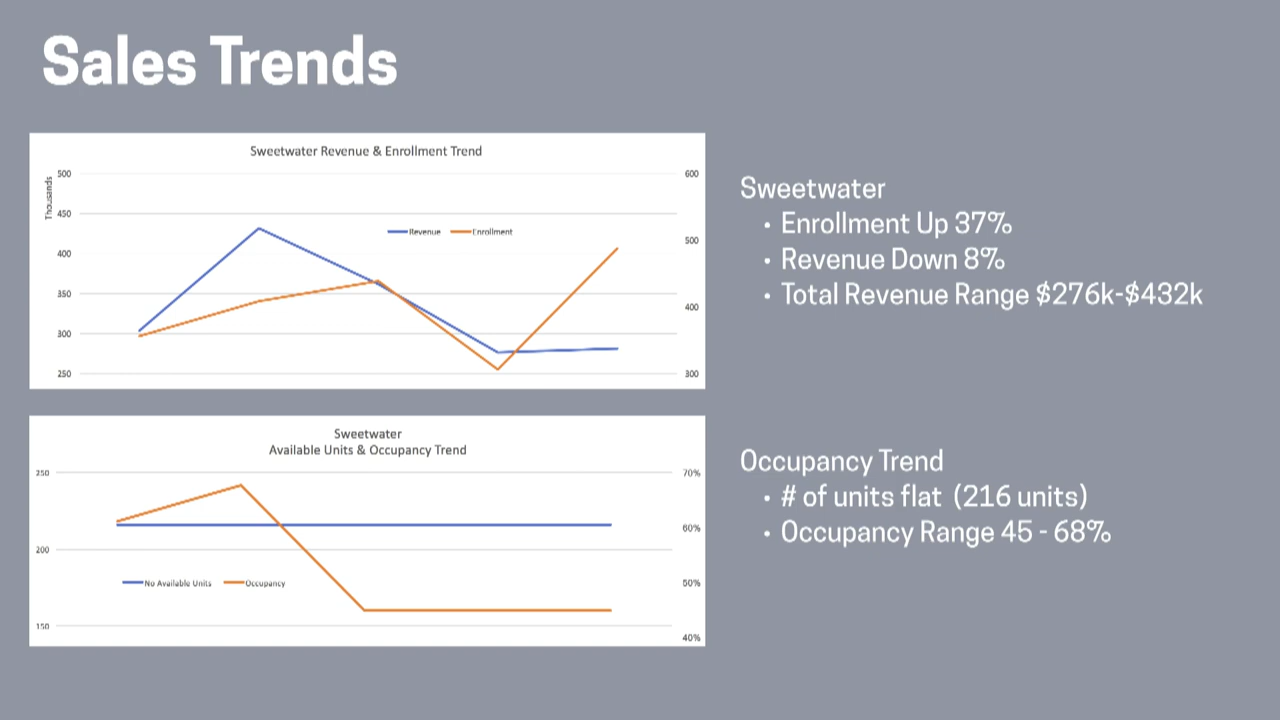 Sales Trends
Sweetwater Revenue & Enrollment Trend
Thousands
500
450
400
350
300
250
600
500
400
300
Revenue
Enrollment
Sweetwater
• Enrollment Up 37%
• Revenue Down 8%
• Total Revenue Range $276k-$432k
Sweetwater
Available Units & Occupancy Trend
250
200
150
70%
60%
50%
40%
No Available Units
Occupancy
Occupancy Trend
• # of units flat (216 units)
• Occupancy Range 45 - 68%